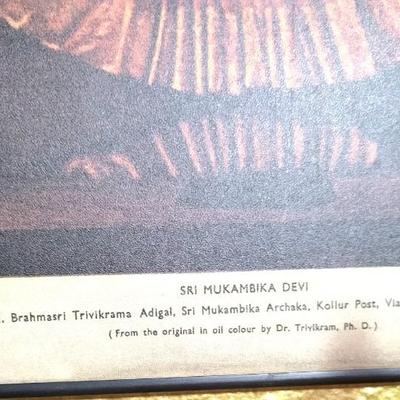 SRI MUKAMBIKA DEVI
. Brahmasri Trivikrama Adigal, Sri Mukambika Archaka, Kollur Post, Via
( From the original in oil colour by Dr. Trivikram, Ph. D. )